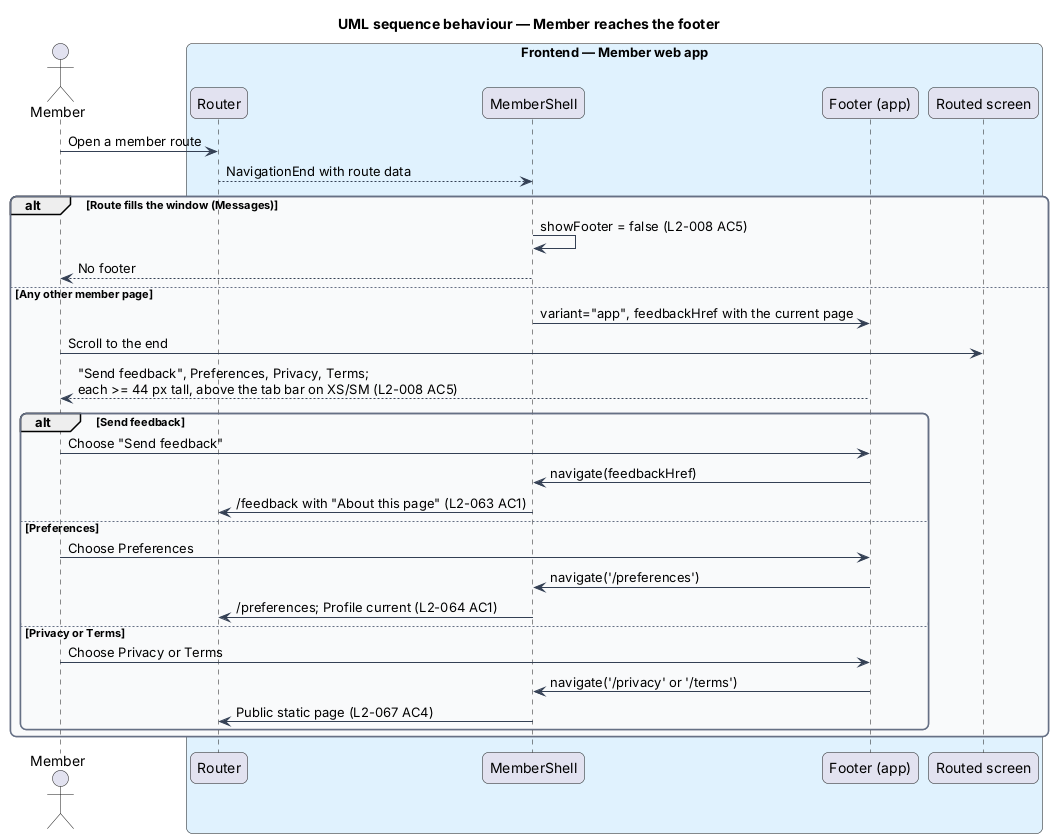 UML sequence behaviour — Member reaches the footer
Frontend — Member web app
Member
Router
MemberShell
Footer (app)
Routed screen
Open a member route
NavigationEnd with route data
alt
[Route fills the window (Messages)]
showFooter = false (L2-008 AC5)
No footer
[Any other member page]
variant="app", feedbackHref with the current page
Scroll to the end
"Send feedback", Preferences, Privacy, Terms;
each >= 44 px tall, above the tab bar on XS/SM (L2-008 AC5)
alt
[Send feedback]
Choose "Send feedback"
navigate(feedbackHref)
/feedback with "About this page" (L2-063 AC1)
[Preferences]
Choose Preferences
navigate('/preferences')
/preferences; Profile current (L2-064 AC1)
[Privacy or Terms]
Choose Privacy or Terms
navigate('/privacy' or '/terms')
Public static page (L2-067 AC4)
Member
Router
MemberShell
Footer (app)
Routed screen